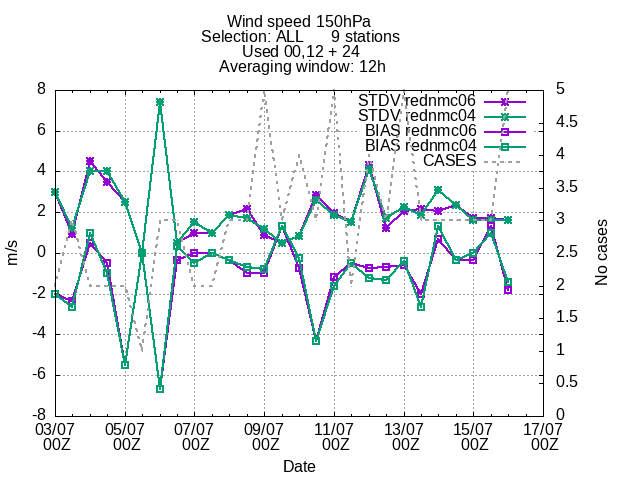 Wind speed 150hPa
Selection: ALL 9 stations
Used 00,12 + 24
Averaging window: 12h
STDV rednmc06
STDV rednmc04
BIAS rednmc06
BIAS rednmc04
CASES
8
6
4
2
0
-2
-4
-6
-8
m/s
5
4.5
4
3.5
3
2.5
2
1.5
1
0.5
0
No cases
03/07 05/07 07/07 09/07 11/07 13/07 15/07 17/07
00Z 00Z 00Z 00Z 00Z 00Z 00Z 00Z
Date